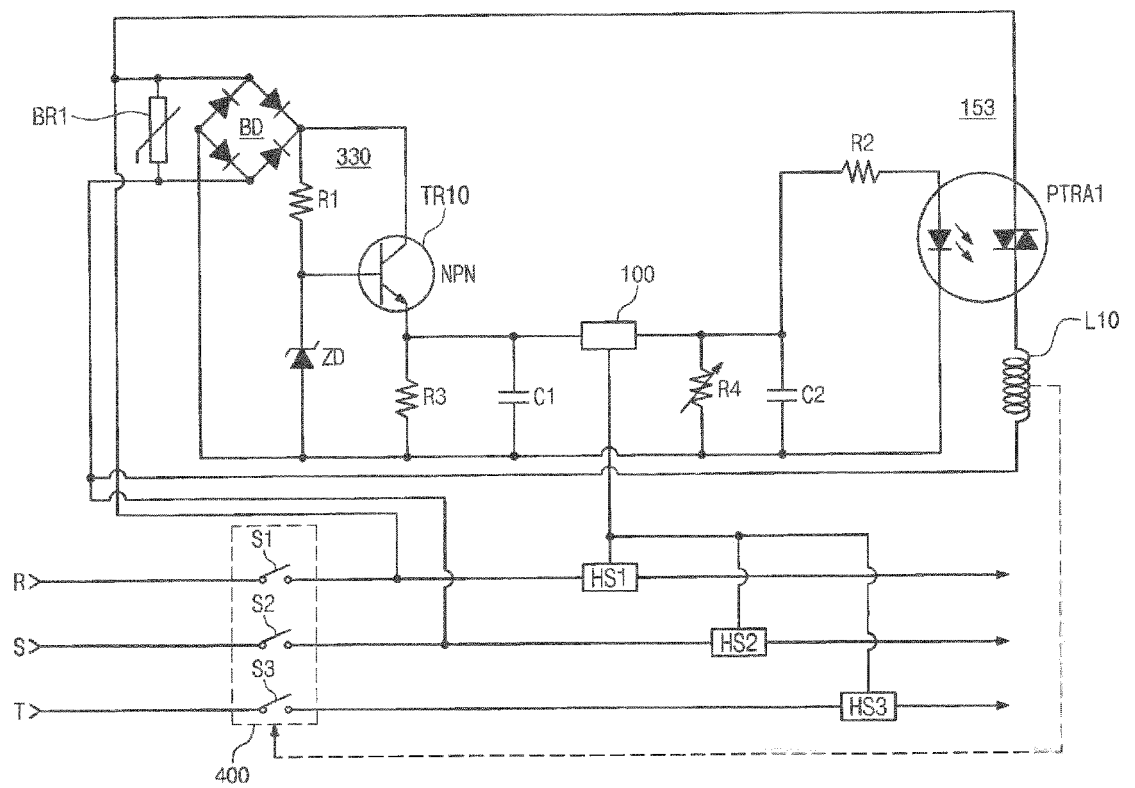 153
BR1
BD
330
R2
R1
TR10
PTRA1
NPN
100
L10
ZD
R3
C1
R4
C2
S1
R
HS1
S2
S
HS2
S3
T
HS3
400